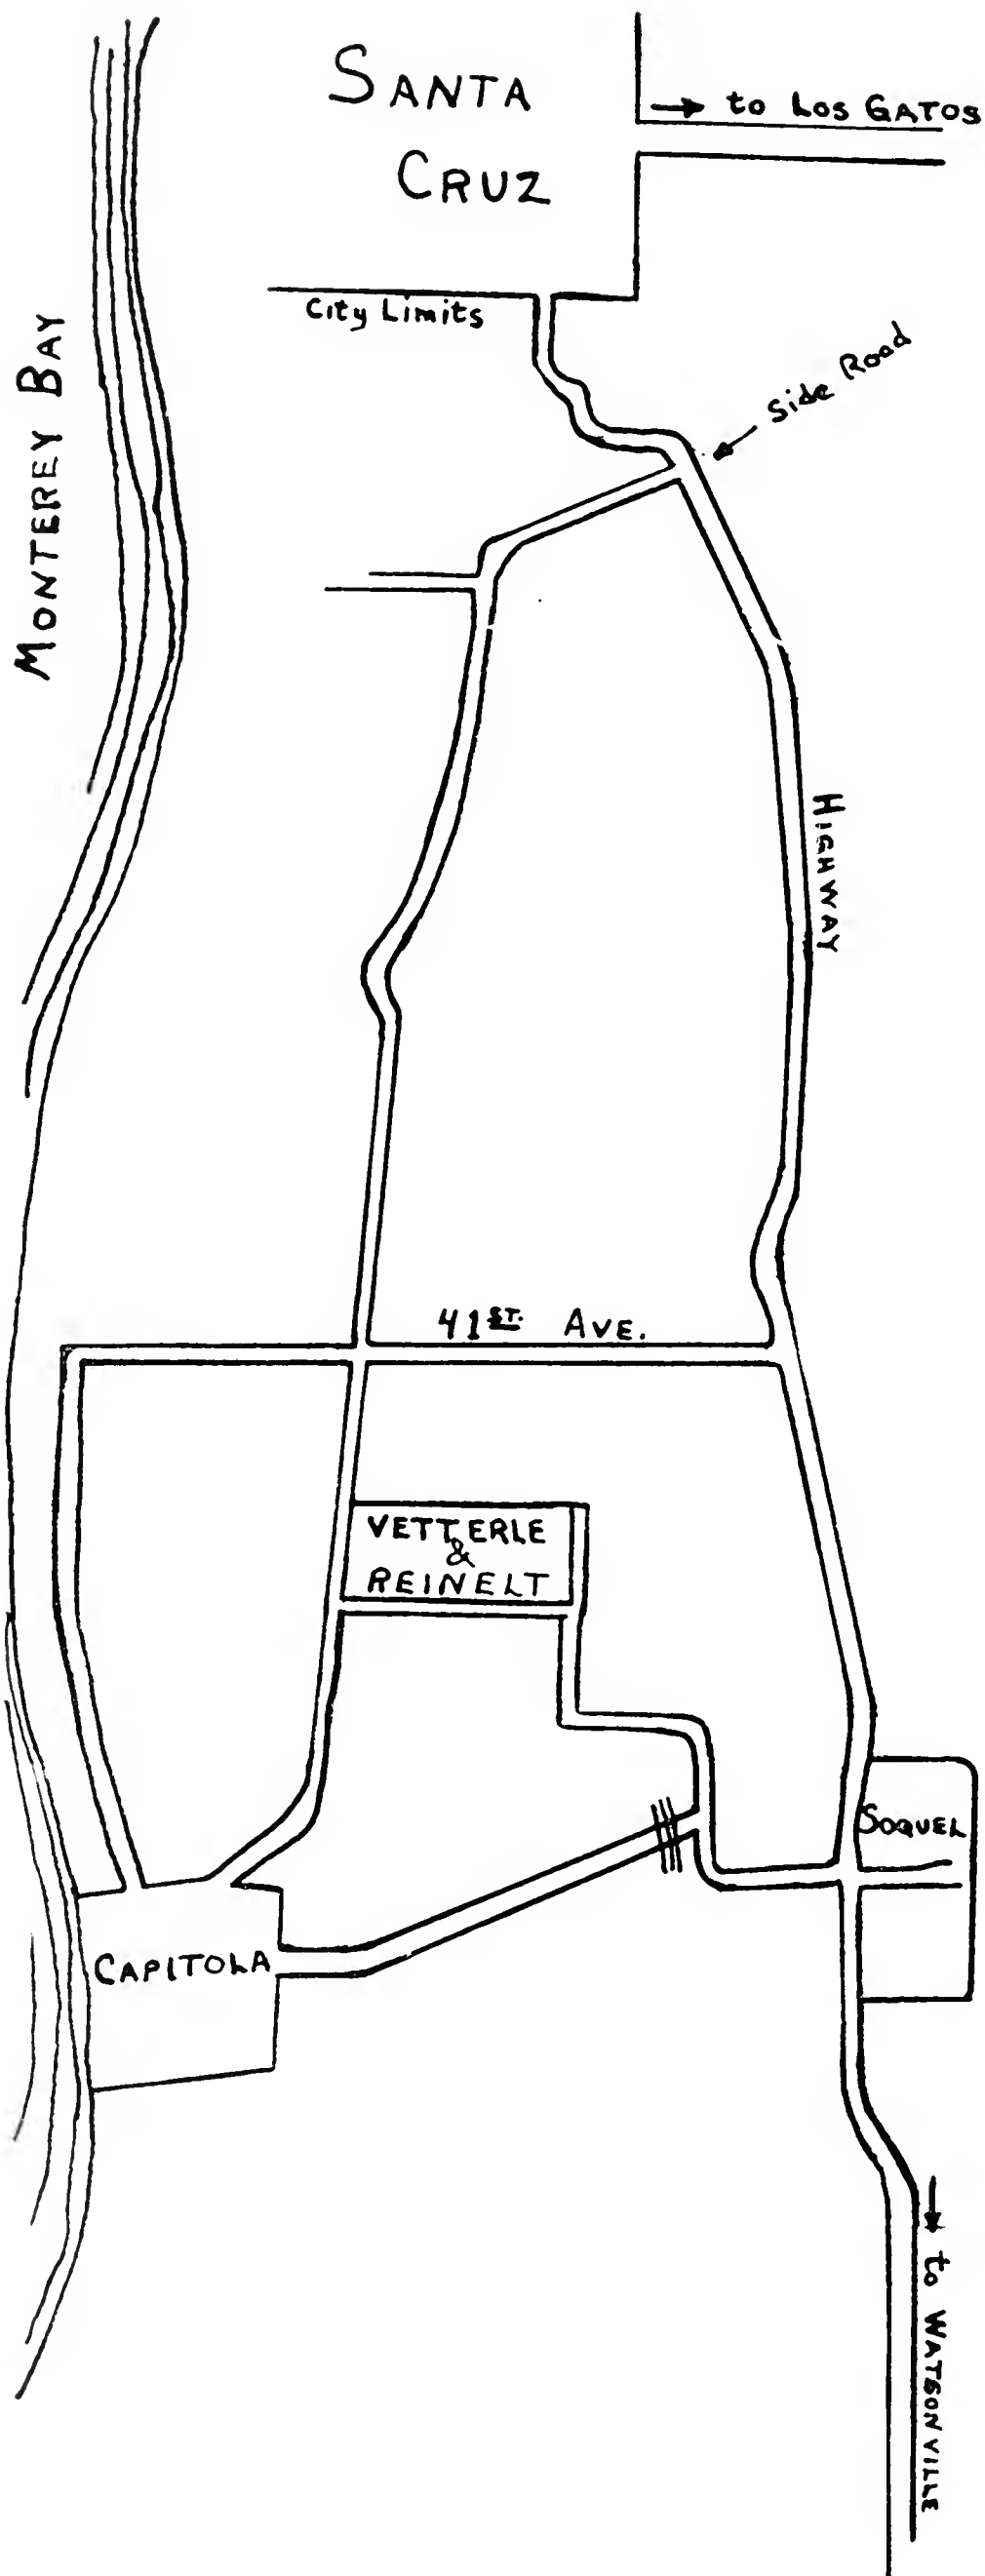 SANTA
CRUZ
→ to LOS GATOS
City Limits
Side Road
MONTEREY BAY
HIGHWAY
41ST. AVE.
VETTERLE
&
REINELT
SOQUEL
CAPITOLA
→ to WATSONVILLE